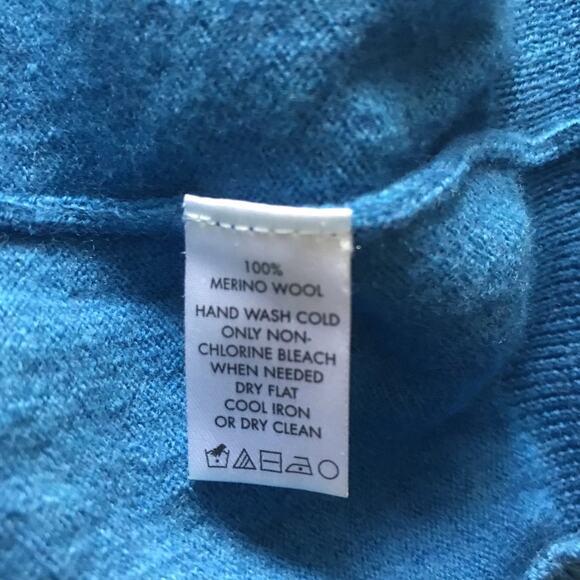 100%
MERINO WOOL
HAND WASH COLD
ONLY NON-
CHLORINE BLEACH
WHEN NEEDED
DRY FLAT
COOL IRON
OR DRY CLEAN